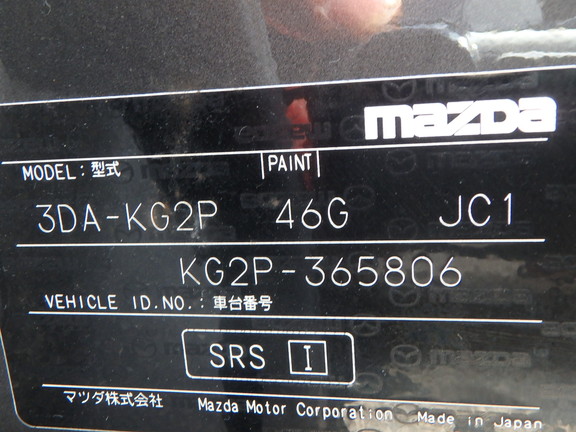 mazda
MODEL：型式 PAINT
3DA-KG2P 46G JC1
KG2P-365806
VEHICLE ID.NO.：車台番号
SRS I
マツダ株式会社 Mazda Motor Corporation Made in Japan